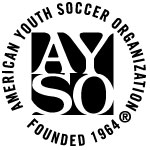 AMERICAN YOUTH SOCCER ORGANIZATION
AY
SO
FOUNDED 1964®